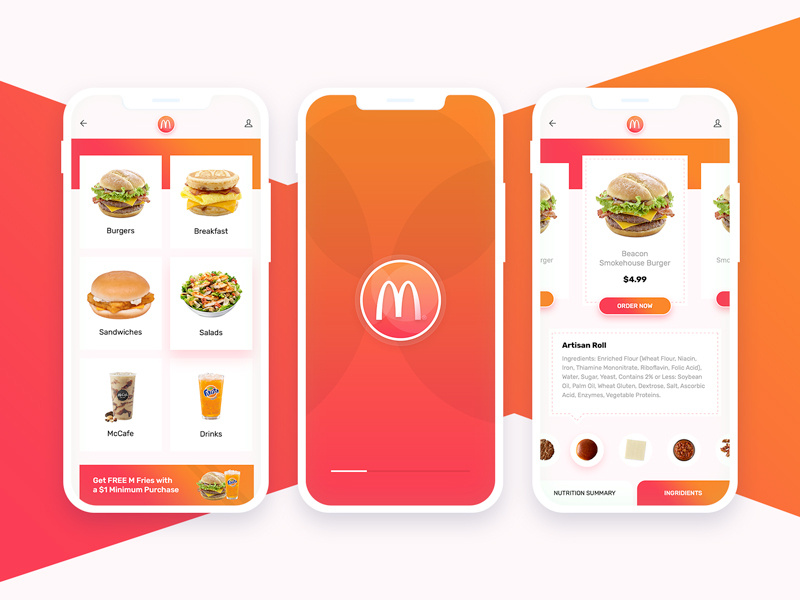 Burgers
Breakfast
Sandwiches
Salads
McCafe
Drinks
Get FREE M Fries with
a $1 Minimum Purchase
Fanta
rger
Beacon
Smokehouse Burger
Smo
$4.99
ORDER NOW
Artisan Roll
Ingredients: Enriched Flour (Wheat Flour, Niacin,
Iron, Thiamine Mononitrate, Riboflavin, Folic Acid),
Water, Sugar, Yeast, Contains 2% or Less: Soybean
Oil, Palm Oil, Wheat Gluten, Dextrose, Salt, Ascorbic
Acid, Enzymes, Vegetable Proteins.
NUTRITION SUMMARY
INGRIDIENTS